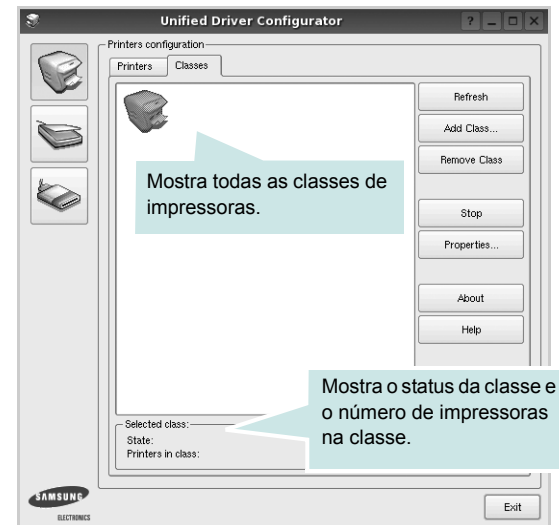 Unified Driver Configurator
Printers configuration
Printers Classes
Refresh
Add Class...
Remove Class
Mostra todas as classes de
impressoras.
Stop
Properties...
About
Help
Mostra o status da classe e
o número de impressoras
na classe.
Selected class:
State:
Printers in class:
SAMSUNG
ELECTRONICS
Exit